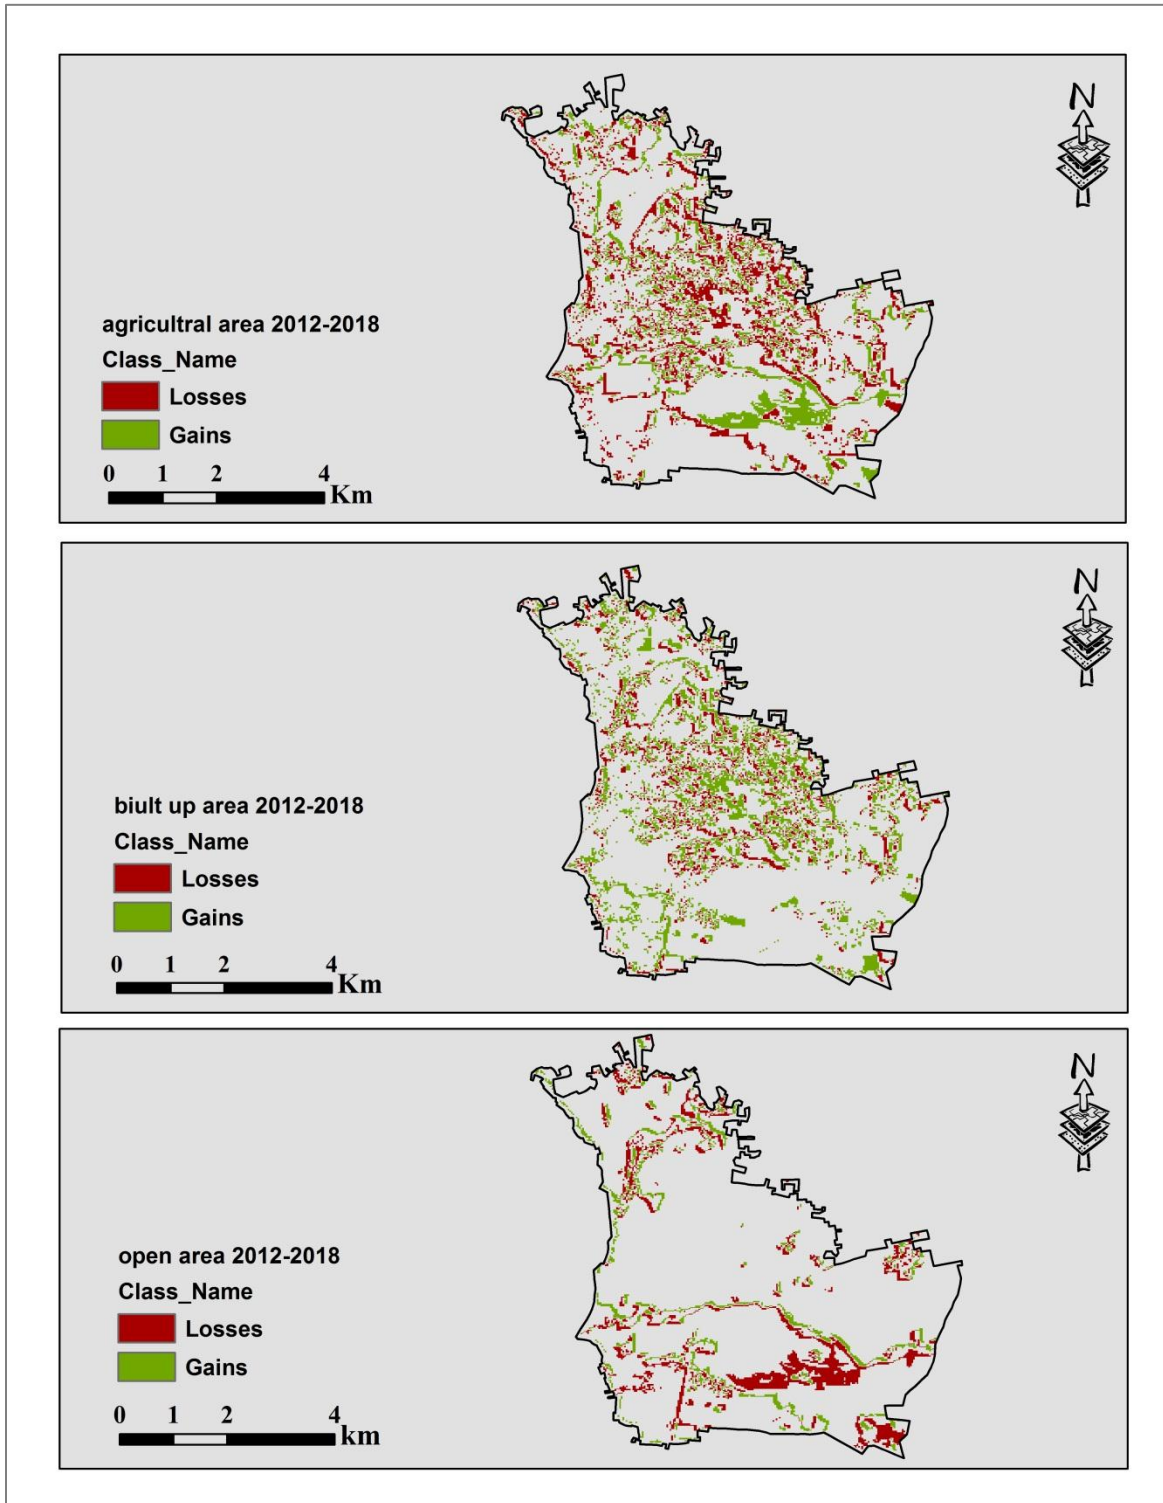 N
agricultral area 2012-2018
Class_Name
Losses
Gains
0 1 2 4
Km
N
biult up area 2012-2018
Class_Name
Losses
Gains
0 1 2 4
Km
N
open area 2012-2018
Class_Name
Losses
Gains
0 1 2 4
km